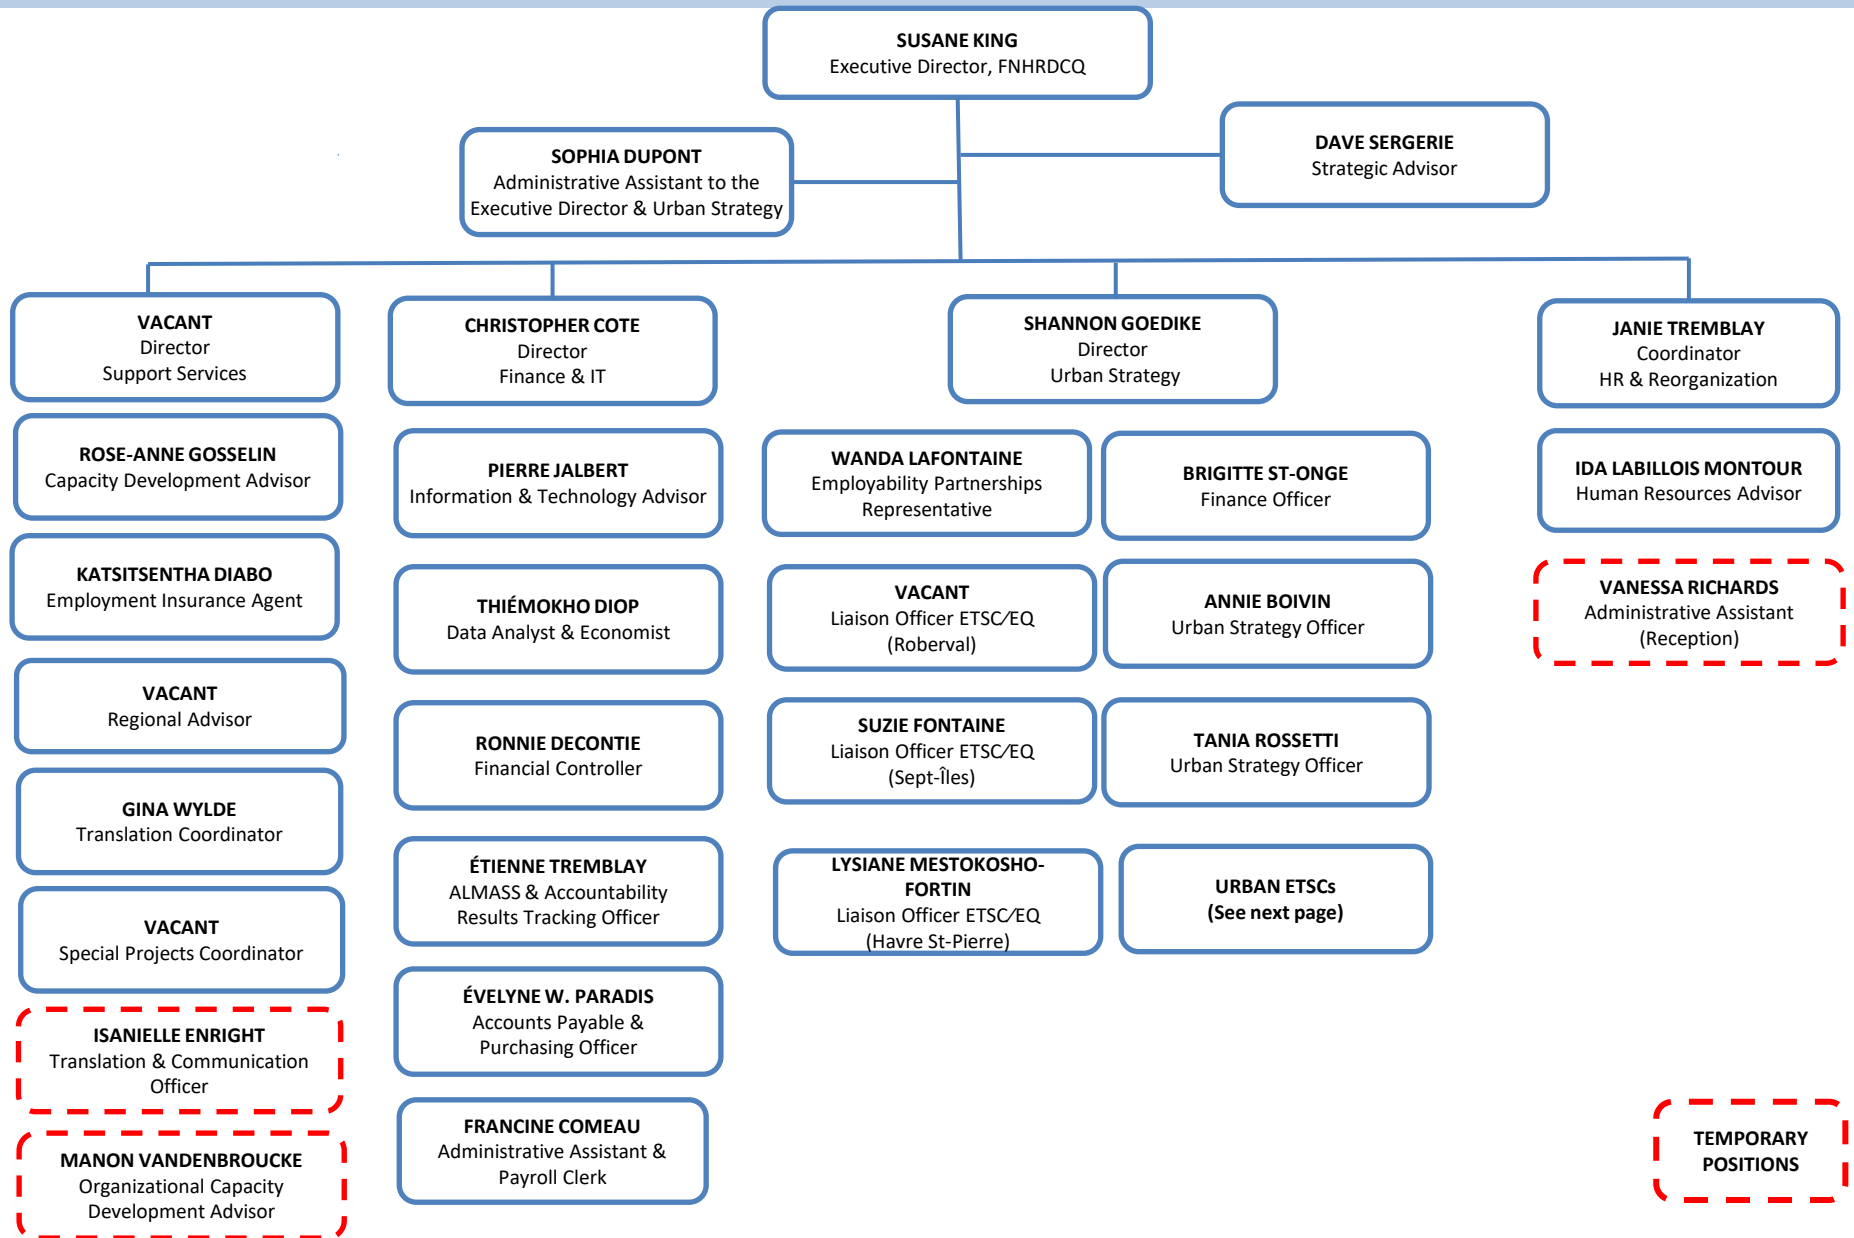 SUSANE KING
Executive Director, FNHRDCQ
SOPHIA DUPONT
Administrative Assistant to the
Executive Director & Urban Strategy
DAVE SERGERIE
Strategic Advisor
VACANT
Director
Support Services
ROSE-ANNE GOSSELIN
Capacity Development Advisor
KATSITSENTHA DIABO
Employment Insurance Agent
VACANT
Regional Advisor
GINA WYLDE
Translation Coordinator
VACANT
Special Projects Coordinator
ISANIELLE ENRIGHT
Translation & Communication
Officer
MANON VANDENBROUCKE
Organizational Capacity
Development Advisor
CHRISTOPHER COTE
Director
Finance & IT
PIERRE JALBERT
Information & Technology Advisor
THIÉMOKHO DIOP
Data Analyst & Economist
RONNIE DECONTIE
Financial Controller
ÉTIENNE TREMBLAY
ALMASS & Accountability
Results Tracking Officer
ÉVELYNE W. PARADIS
Accounts Payable &
Purchasing Officer
FRANCINE COMEAU
Administrative Assistant &
Payroll Clerk
SHANNON GOEDIKE
Director
Urban Strategy
WANDA LAFONTAINE
Employability Partnerships
Representative
VACANT
Liaison Officer ETSC/EQ
(Roberval)
SUZIE FONTAINE
Liaison Officer ETSC/EQ
(Sept-Îles)
LYSIANE MESTOKOSHO-
FORTIN
Liaison Officer ETSC/EQ
(Havre St-Pierre)
BRIGITTE ST-ONGE
Finance Officer
ANNIE BOIVIN
Urban Strategy Officer
TANIA ROSSETTI
Urban Strategy Officer
URBAN ETSCs
(See next page)
JANIE TREMBLAY
Coordinator
HR & Reorganization
IDA LABILLOIS MONTOUR
Human Resources Advisor
VANESSA RICHARDS
Administrative Assistant
(Reception)
TEMPORARY
POSITIONS